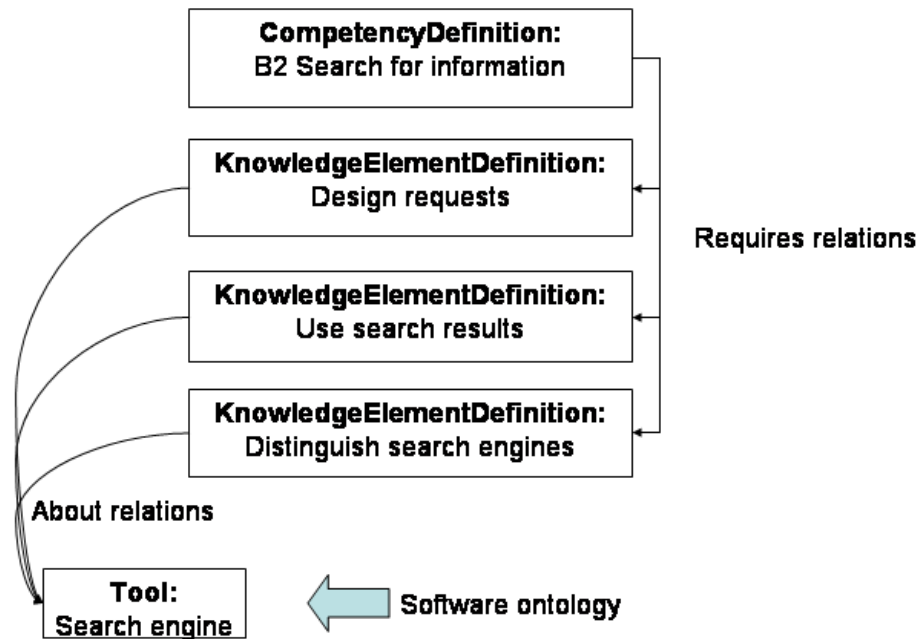 CompetencyDefinition:
B2 Search for information
KnowledgeElementDefinition:
Design requests
Requires relations
KnowledgeElementDefinition:
Use search results
KnowledgeElementDefinition:
Distinguish search engines
About relations
Tool:
Search engine
Software ontology